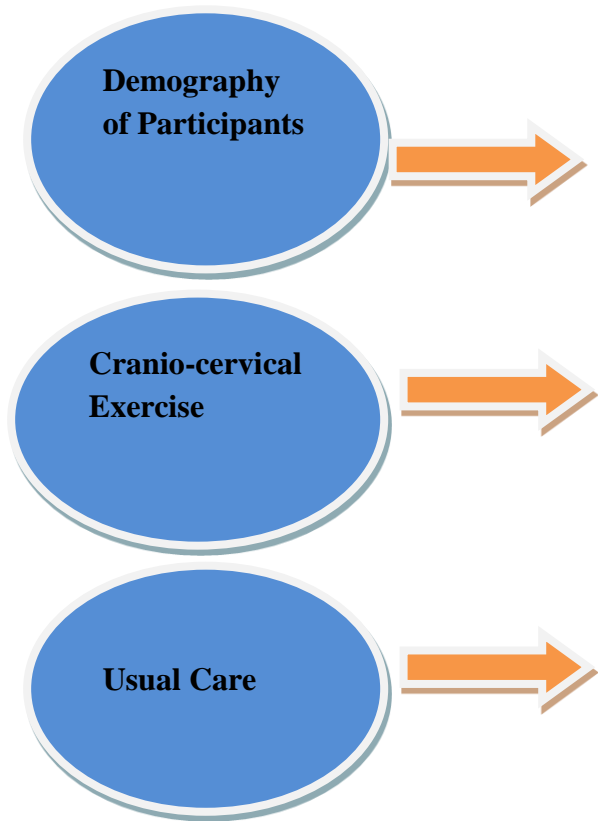 Demography
of Participants
Cranio-cervical
Exercise
Usual Care